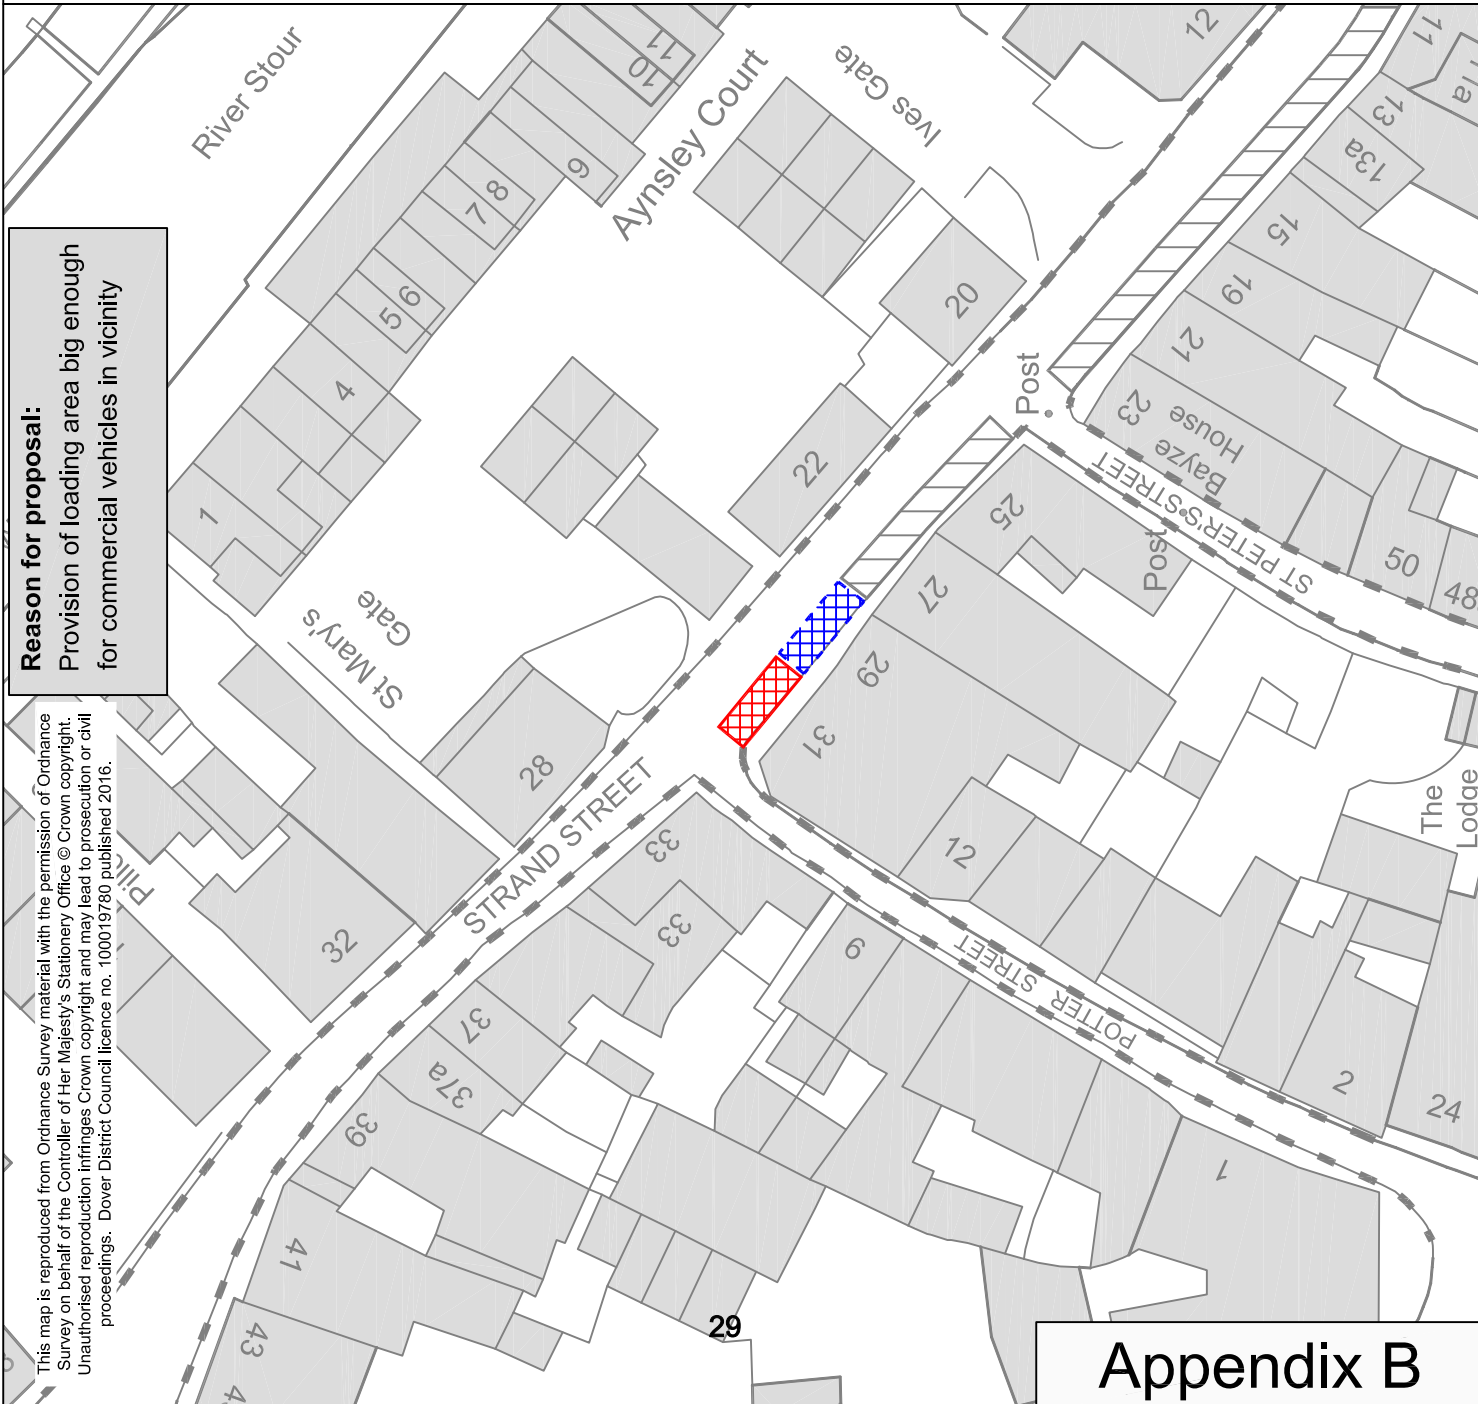 Reason for proposal:
Provision of loading area big enough
for commercial vehicles in vicinity
This map is reproduced from Ordnance Survey material with the permission of Ordnance
Survey on behalf of the Controller of Her Majesty's Stationery Office © Crown copyright.
Unauthorised reproduction infringes Crown copyright and may lead to prosecution or civil
proceedings. Dover District Council licence no. 100019780 published 2016.
River Stour
Aynsley Court
Ives Gate
12
11
10
9
8
7
6
5
4
1
20
22
St Mary's
Gate
28
32
STRAND STREET
11
11a
13
13a
15
19
21
23
Bayze
House
Post
Post
ST PETER'S STREET
50
48
25
27
29
31
12
The
Lodge
33
33
37
37a
39
41
43
6
POTTER STREET
2
24
1
29
Appendix B